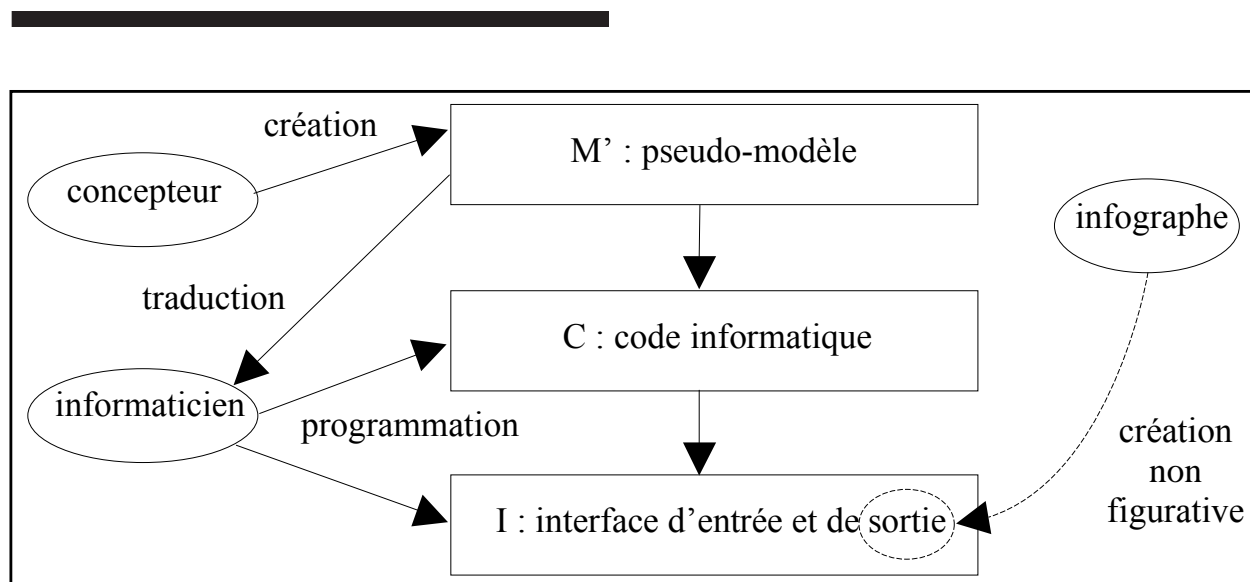 création
M’ : pseudo-modèle
concepteur
infographe
traduction
C : code informatique
informaticien
programmation
création
non
figurative
I : interface d’entrée et de sortie